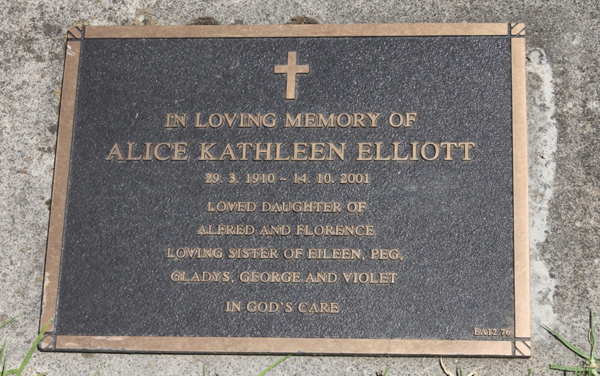 IN LOVING MEMORY OF
ALICE KATHLEEN ELLIOTT
29. 3. 1910 - 14. 10. 2001
LOVED DAUGHTER OF
ALFRED AND FLORENCE
LOVING SISTER OF EILEEN, PEG,
GLADYS, GEORGE AND VIOLET
IN GOD'S CARE
EA12 76